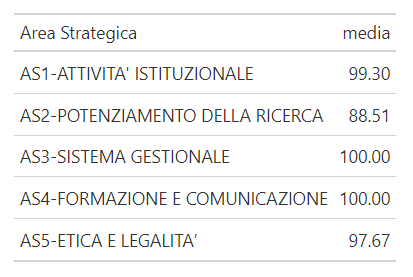 Area Strategica media
AS1-ATTIVITA' ISTITUZIONALE 99.30
AS2-POTENZIAMENTO DELLA RICERCA 88.51
AS3-SISTEMA GESTIONALE 100.00
AS4-FORMAZIONE E COMUNICAZIONE 100.00
AS5-ETICA E LEGALITA’ 97.67